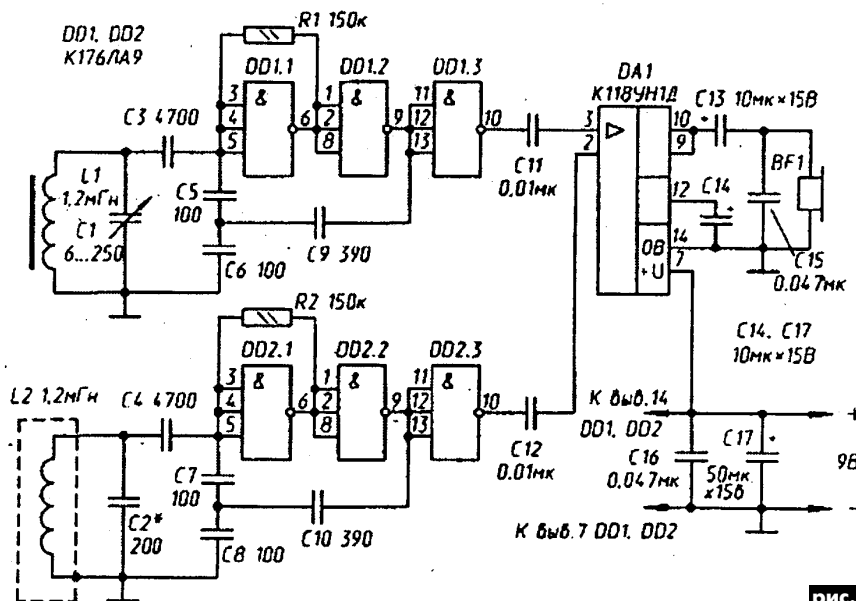 R1 150к
DD1, DD2
К176ЛА9
DD1.1
DD1.2
DD1.3
DA1
К118УН1Д
C13 10мк×15В
C3 4700
3
4
5
&
6
1
2
8
&
9
11
12
13
&
10
C11
0,01мк
3
2
10
9
12
14
7
ОВ
+U
C14
+
BF1
C15
0.047мк
L1
1,2мГн
C1
6...250
C5
100
C6 100
C9 390
R2 150к
C14, C17
10мк×15В
DD2.1
DD2.2
DD2.3
L2 1,2мГн
C4 4700
3
4
5
&
6
1
2
8
&
9
11
12
13
&
10
C12
0.01мк
К выв.14
DD1, DD2
C16
0.047мк
C17
+
50мк
×15в
+
9В
−
C2*
200
C7
100
C8 100
C10 390
К выв.7 DD1, DD2
рис.